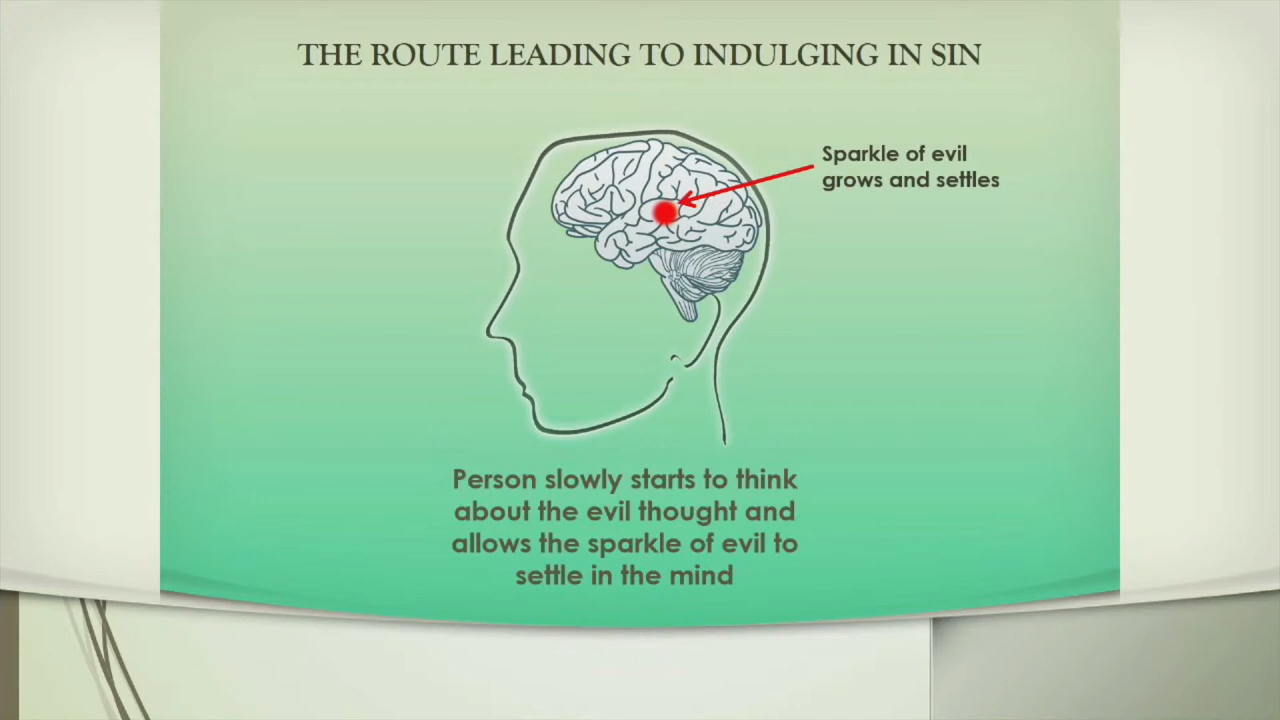 THE ROUTE LEADING TO INDULGING IN SIN
Sparkle of evil
grows and settles
Person slowly starts to think
about the evil thought and
allows the sparkle of evil to
settle in the mind